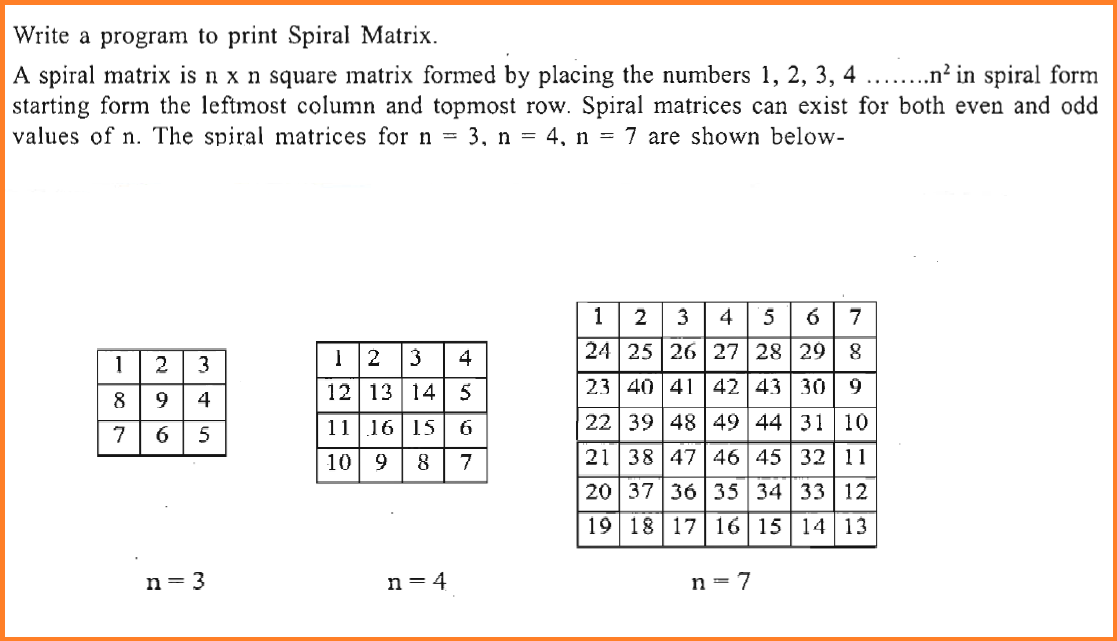 Write a program to print Spiral Matrix.
A spiral matrix is n x n square matrix formed by placing the numbers 1, 2, 3, 4 ........n² in spiral form
starting form the leftmost column and topmost row. Spiral matrices can exist for both even and odd
values of n. The spiral matrices for n = 3, n = 4, n = 7 are shown below-
1 2 3
8 9 4
7 6 5
n = 3
1 2 3 4
12 13 14 5
11 16 15 6
10 9 8 7
n = 4
1 2 3 4 5 6 7
24 25 26 27 28 29 8
23 40 41 42 43 30 9
22 39 48 49 44 31 10
21 38 47 46 45 32 11
20 37 36 35 34 33 12
19 18 17 16 15 14 13
n = 7